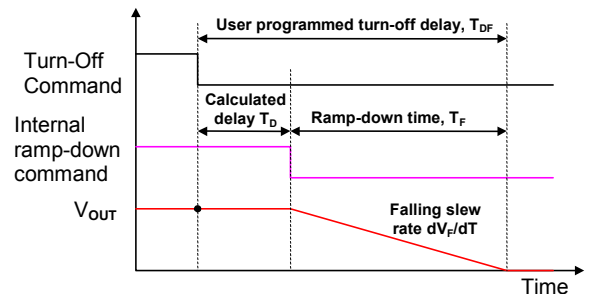 User programmed turn-off delay, TDF
Turn-Off
Command
Calculated
delay TD
Ramp-down time, TF
Internal
ramp-down
command
VOUT
Falling slew
rate dVF/dT
Time